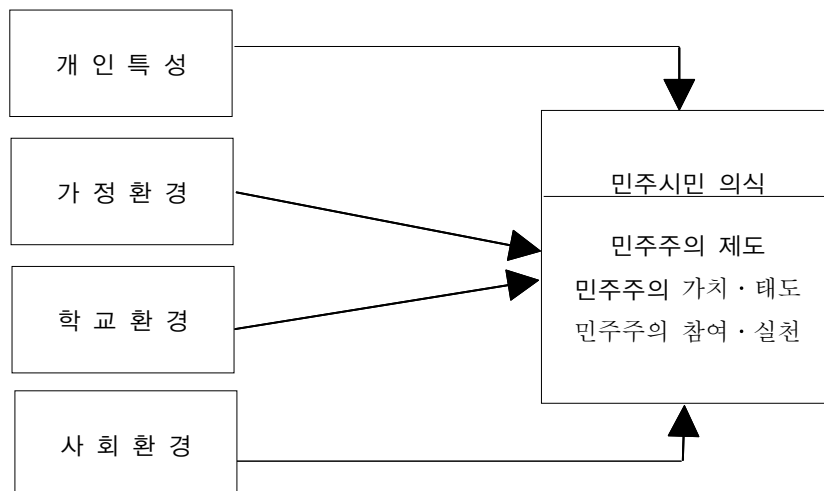 개 인 특 성
가 정 환 경
학 교 환 경
사 회 환 경
민주시민 의식
민주주의 제도
민주주의 가치·태도
민주주의 참여·실천